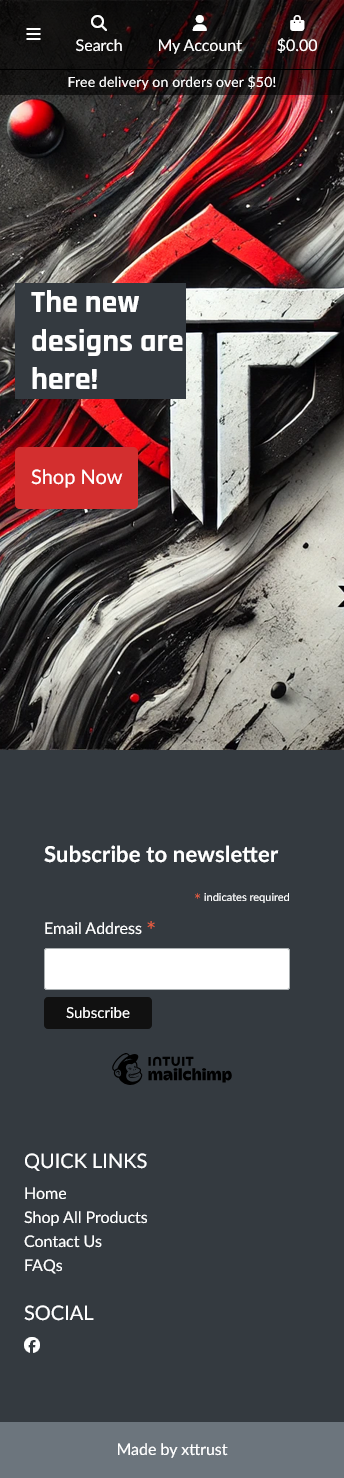 Search
My Account
$0.00
Free delivery on orders over $50!
The new
designs are
here!
Shop Now
Subscribe to newsletter
* indicates required
Email Address *
Subscribe
INTUIT
mailchimp
QUICK LINKS
Home
Shop All Products
Contact Us
FAQs
SOCIAL
Made by xttrust